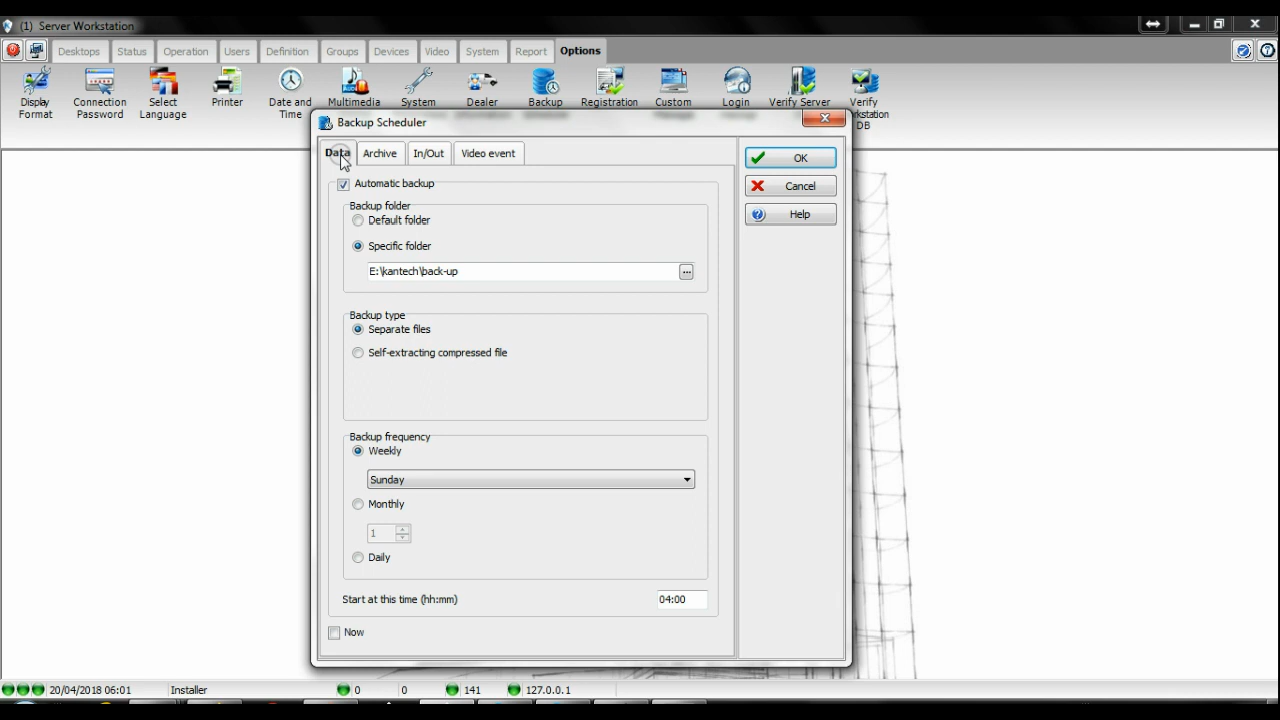 (1) Server Workstation
Desktops Status Operation Users Definition Groups Devices Video System Report Options
Display Format
Connection Password
Select Language
Printer
Date and Time
Multimedia
System
Dealer
Backup
Registration
Custom
Login
Verify Server
Verify
kstation
DB
Backup Scheduler
Data Archive In/Out Video event
Automatic backup
Backup folder
Default folder
Specific folder
E:\kantech\back-up
...
Backup type
Separate files
Self-extracting compressed file
Backup frequency
Weekly
Sunday
Monthly
1
Daily
Start at this time (hh:mm) 04:00
Now
OK
Cancel
Help
20/04/2018 06:01 Installer 0 0 141 127.0.0.1